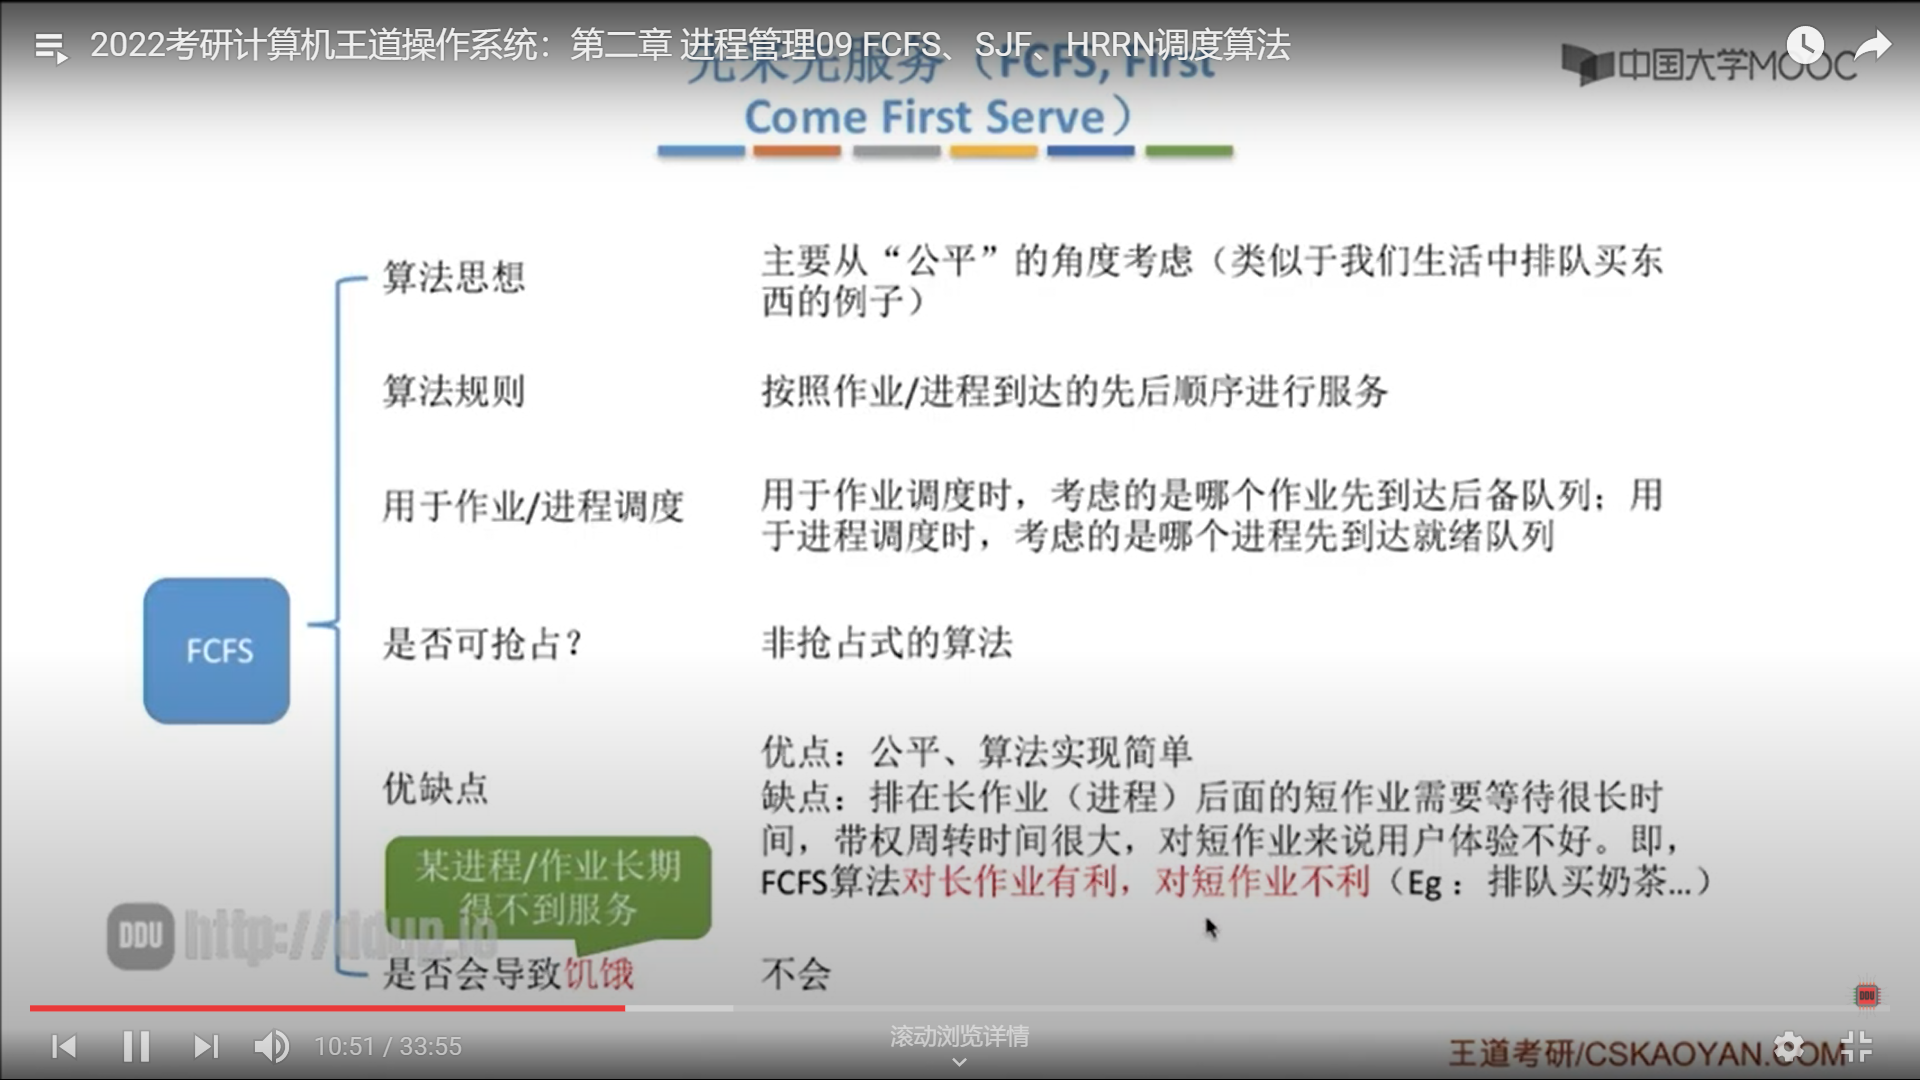 2022考研计算机王道操作系统：第二章 进程管理09 FCFS、SJF、HRRN调度算法
先来先服务（FCFS, First
Come First Serve）
中国大学MOOC
算法思想
主要从“公平”的角度考虑（类似于我们生活中排队买东
西的例子）
算法规则
按照作业/进程到达的先后顺序进行服务
用于作业/进程调度
用于作业调度时，考虑的是哪个作业先到达后备队列；用
于进程调度时，考虑的是哪个进程先到达就绪队列
FCFS
是否可抢占？
非抢占式的算法
优缺点
优点：公平、算法实现简单
缺点：排在长作业（进程）后面的短作业需要等待很长时
间，带权周转时间很大，对短作业来说用户体验不好。即，
FCFS算法对长作业有利，对短作业不利（Eg：排队买奶茶...）
某进程/作业长期
得不到服务
DDU http://ddup.io
是否会导致饥饿
不会
DDU
10:51 / 33:55
滚动浏览详情
王道考研/CSKAOYAN.COM